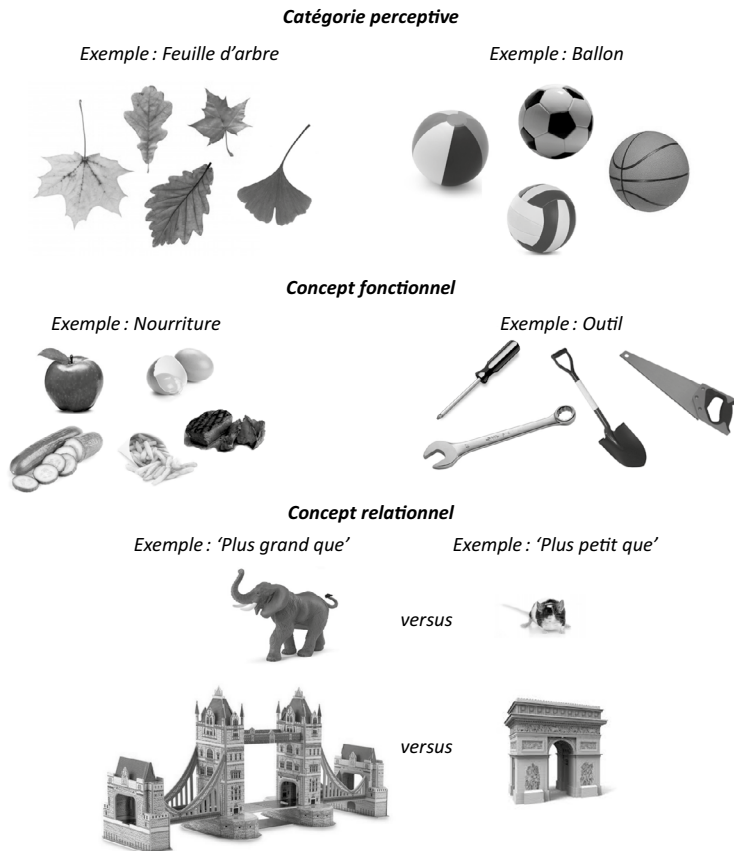 Catégorie perceptive
Exemple : Feuille d’arbre
Exemple : Ballon
Concept fonctionnel
Exemple : Nourriture
Exemple : Outil
Concept relationnel
Exemple : ‘Plus grand que’
Exemple : ‘Plus petit que’
versus
versus